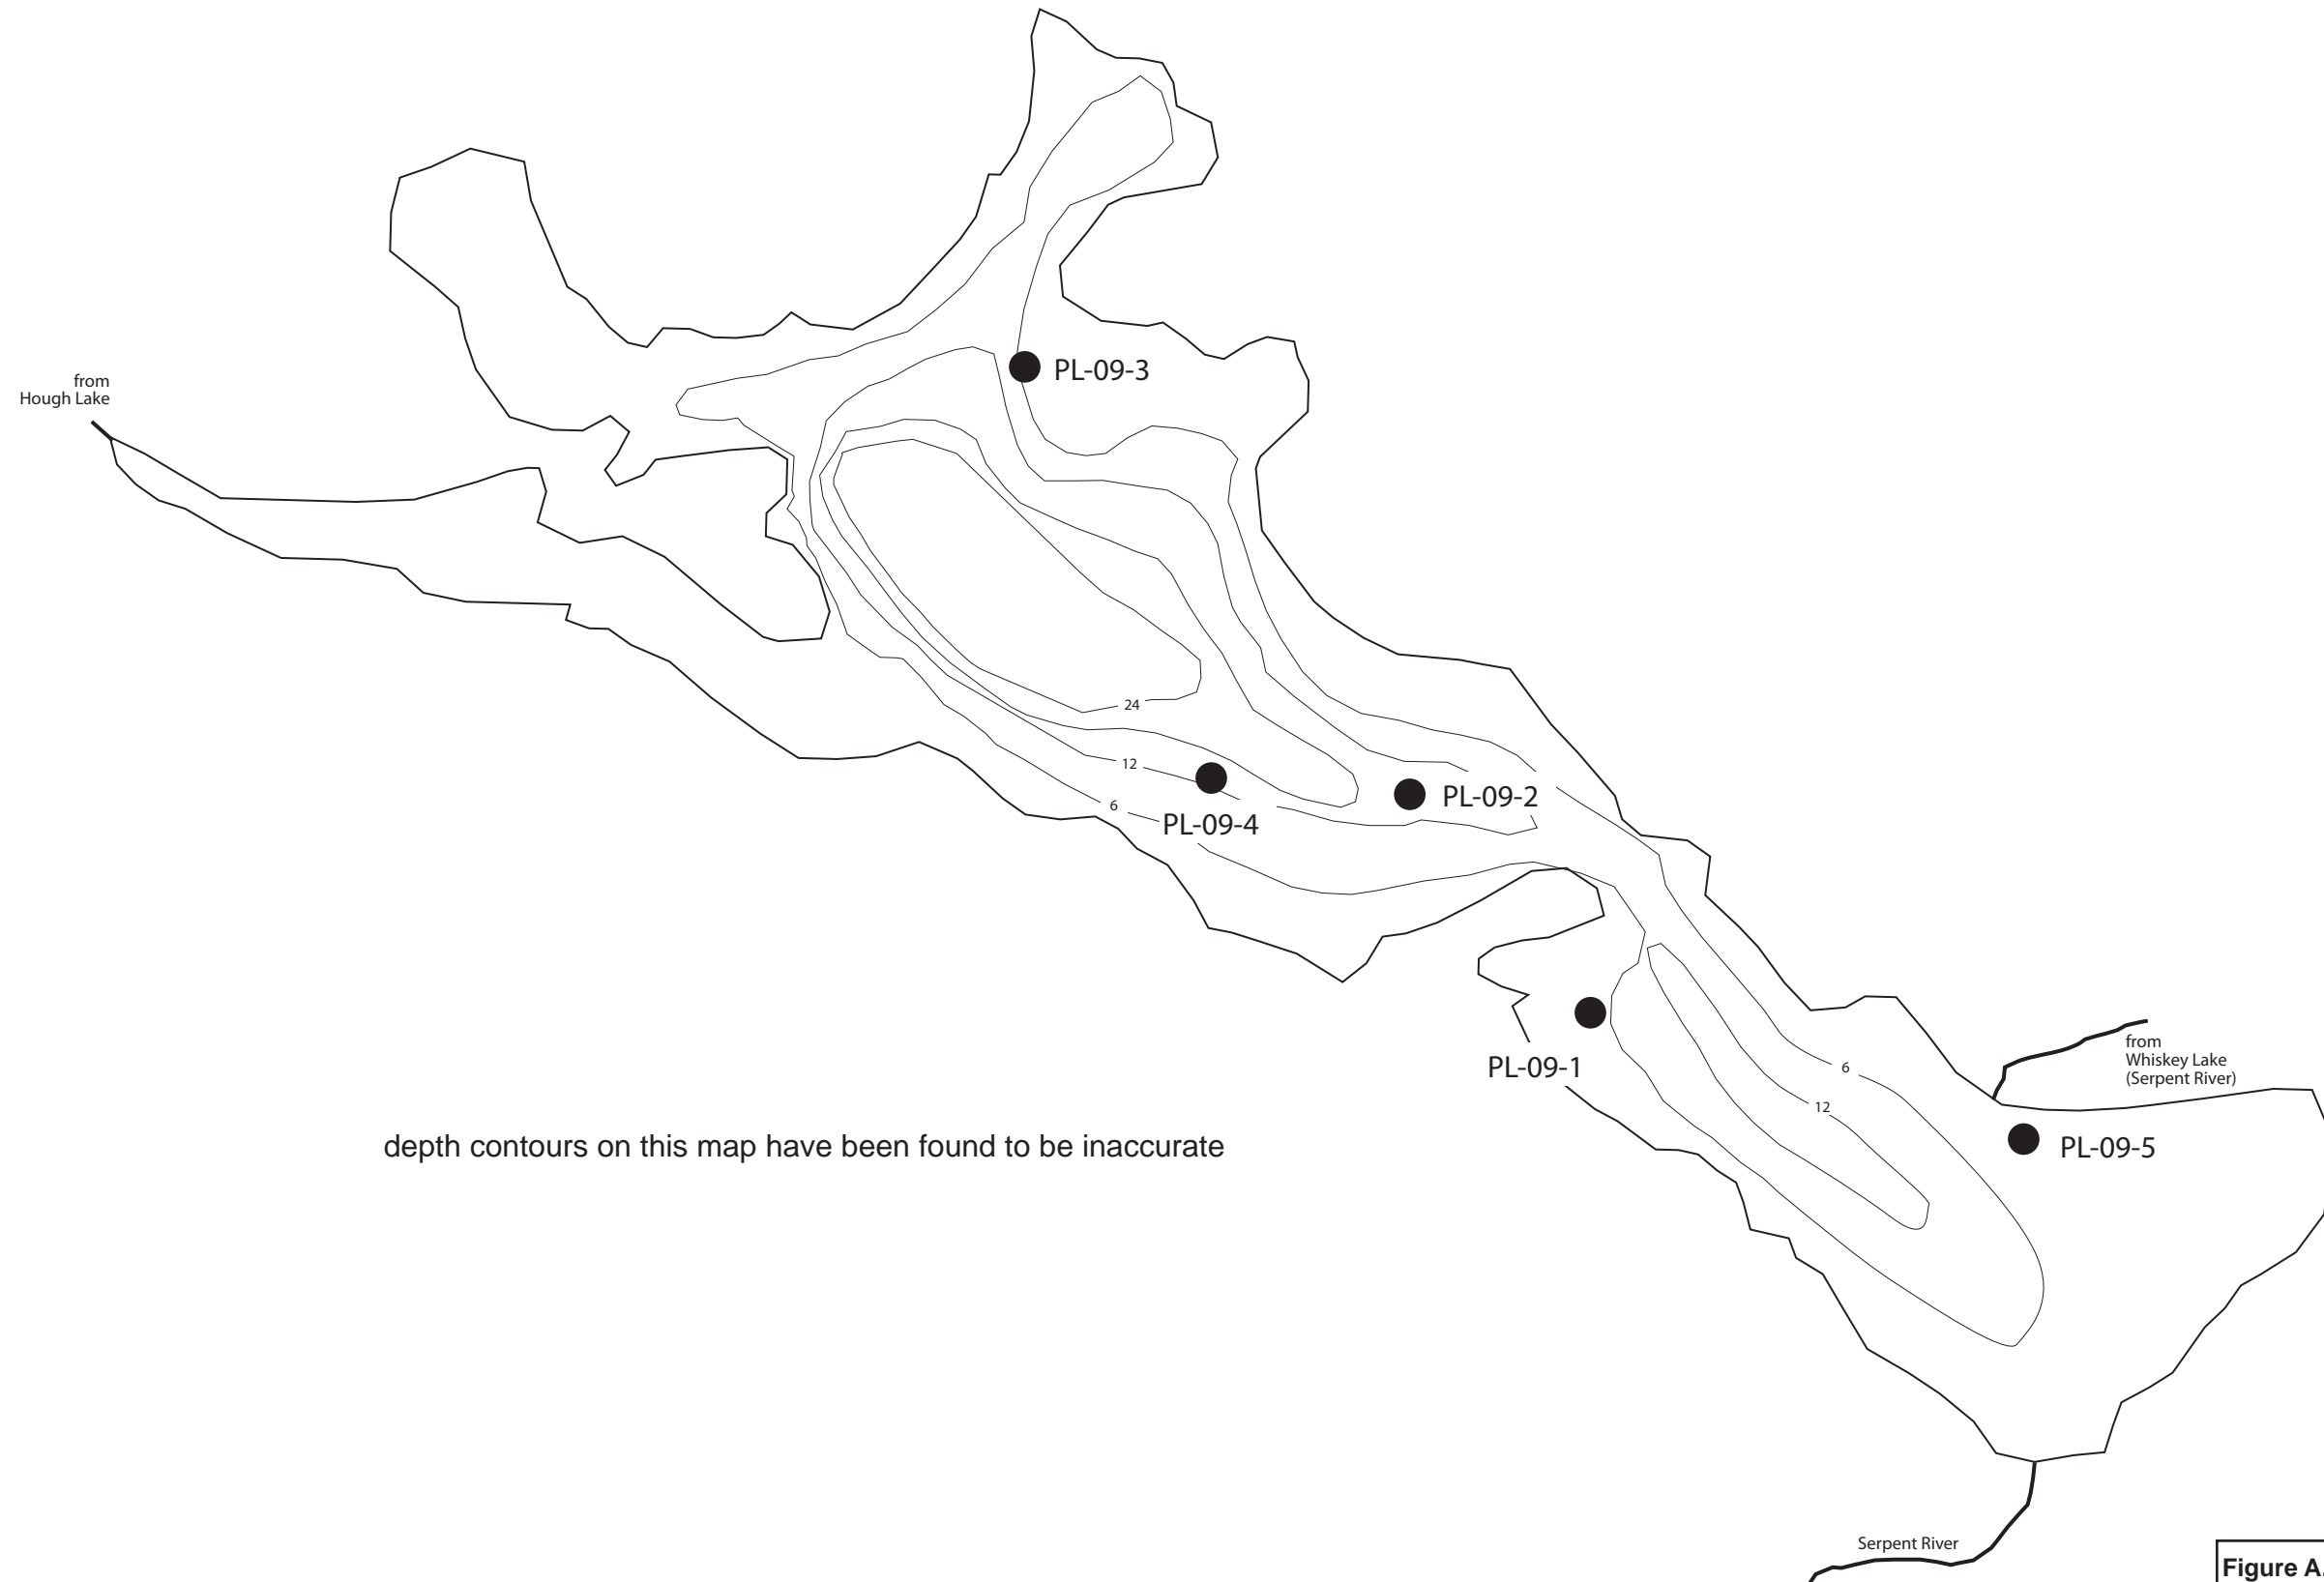 from
Hough Lake
PL-09-3
24
12
6
PL-09-2
PL-09-4
PL-09-1
from
Whiskey Lake
(Serpent River)
6
12
PL-09-5
depth contours on this map have been found to be inaccurate
Serpent River
Figure A